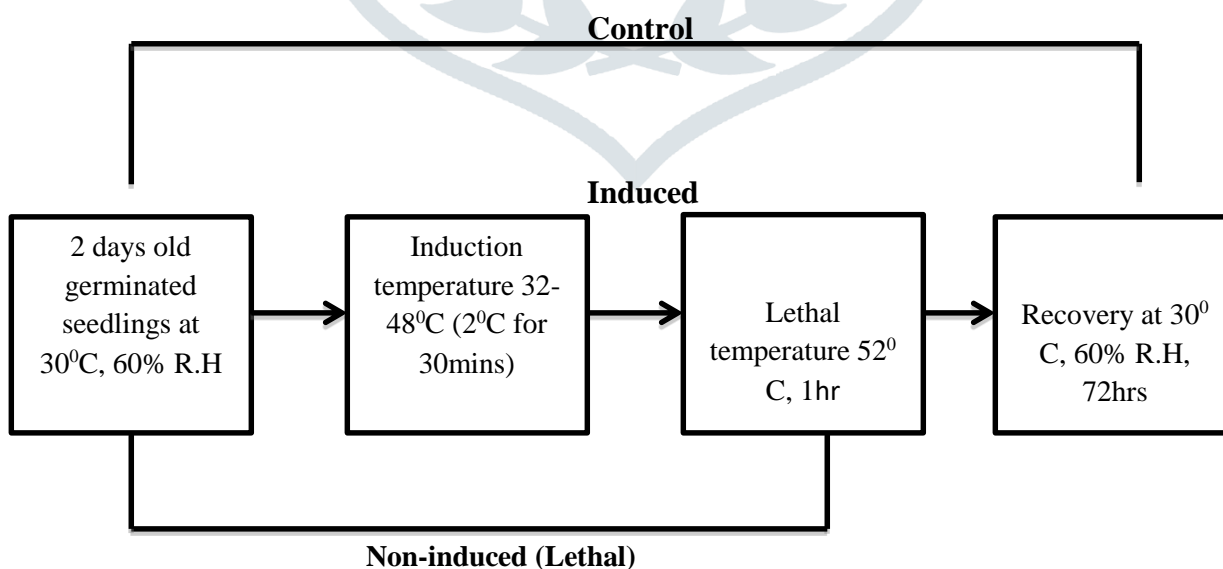 Control
Induced
2 days old
germinated
seedlings at
30⁰C, 60% R.H
Induction
temperature 32-
48⁰C (2⁰C for
30mins)
Lethal
temperature 52⁰
C, 1hr
Recovery at 30⁰
C, 60% R.H,
72hrs
Non-induced (Lethal)